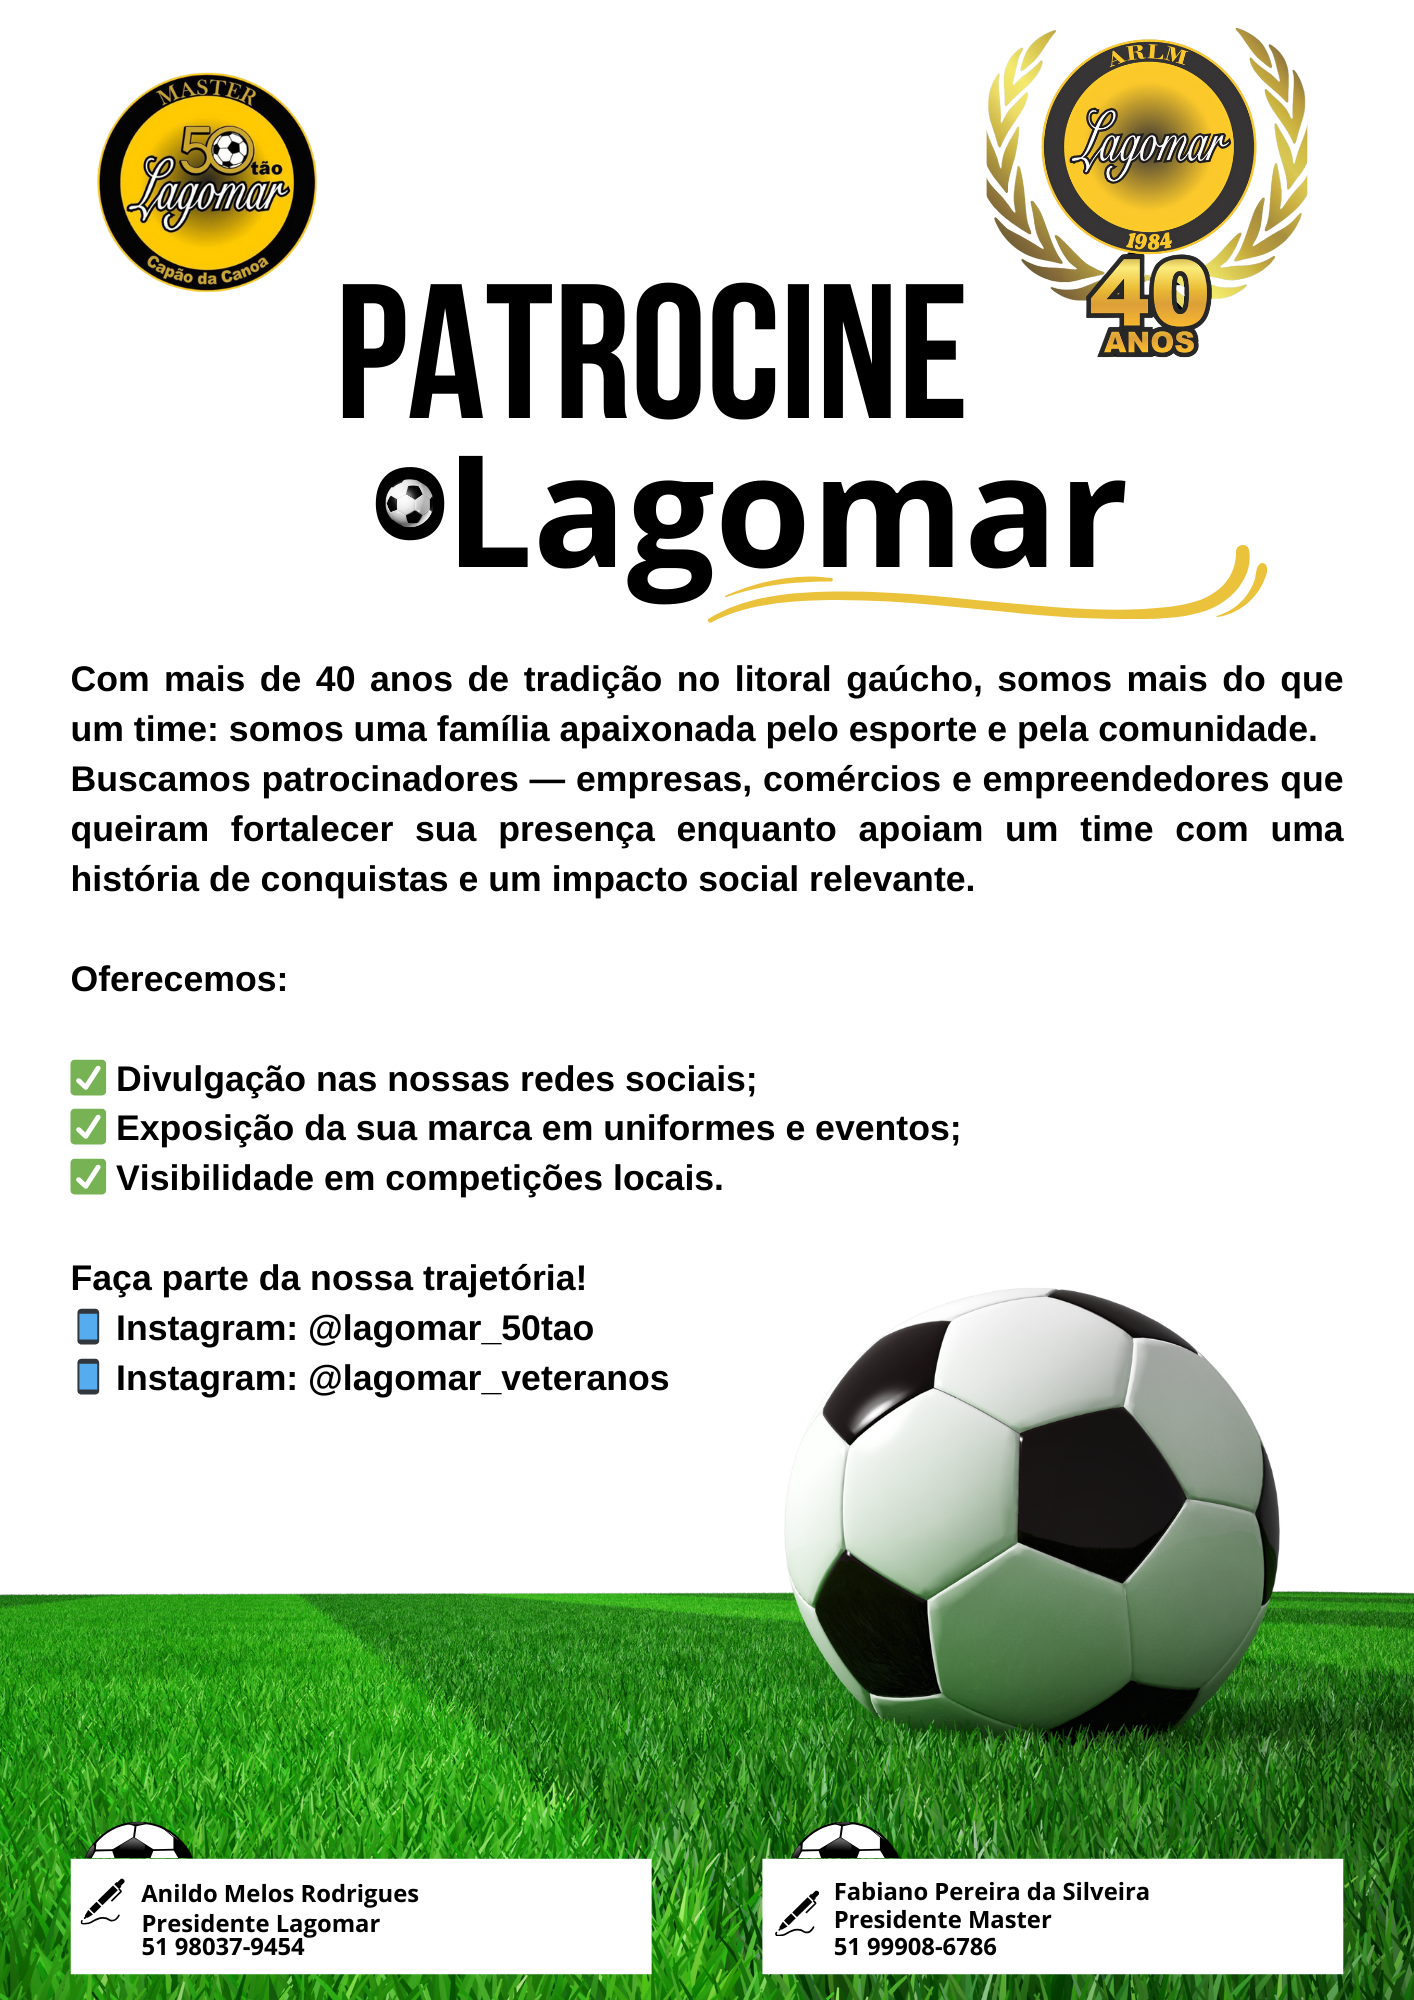 MASTER
50
tão
Lagomar
Capão da Canoa
ARLM
Lagomar
1984
40
ANOS
PATROCINE
O Lagomar
Com mais de 40 anos de tradição no litoral gaúcho, somos mais do que
um time: somos uma família apaixonada pelo esporte e pela comunidade.
Buscamos patrocinadores — empresas, comércios e empreendedores que
queiram fortalecer sua presença enquanto apoiam um time com uma
história de conquistas e um impacto social relevante.
Oferecemos:
✅ Divulgação nas nossas redes sociais;
✅ Exposição da sua marca em uniformes e eventos;
✅ Visibilidade em competições locais.
Faça parte da nossa trajetória!
📱 Instagram: @lagomar_50tao
📱 Instagram: @lagomar_veteranos
Anildo Melos Rodrigues
Presidente Lagomar
51 98037-9454
Fabiano Pereira da Silveira
Presidente Master
51 99908-6786